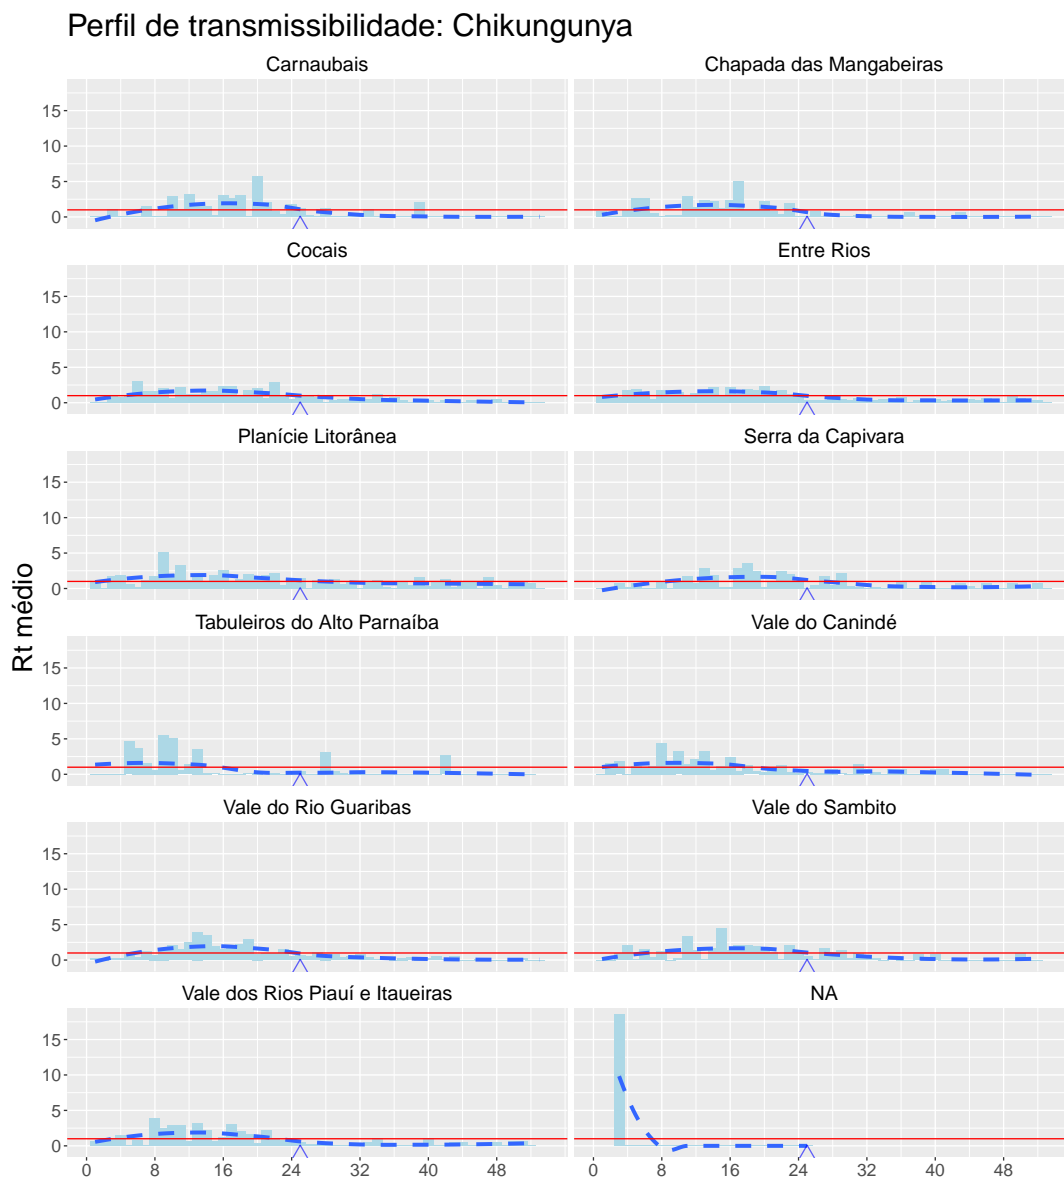 Perfil de transmissibilidade: Chikungunya
Carnaubais
Chapada das Mangabeiras
15
10
5
0
Cocais
Entre Rios
15
10
5
0
Planície Litorânea
Serra da Capivara
15
10
5
0
Rt médio
Tabuleiros do Alto Parnaíba
Vale do Canindé
15
10
5
0
Vale do Rio Guaribas
Vale do Sambito
15
10
5
0
Vale dos Rios Piauí e Itaueiras
NA
15
10
5
0
0 8 16 24 32 40 48
0 8 16 24 32 40 48